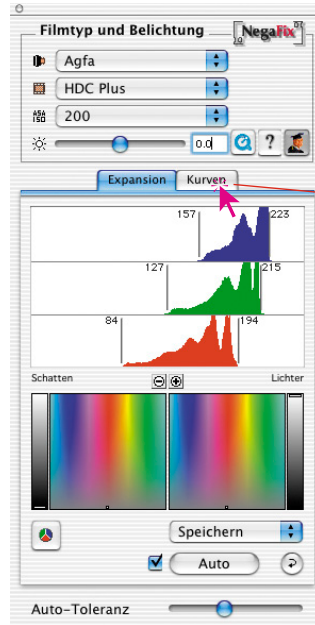 Filmtyp und Belichtung
NegaFix
Agfa
HDC Plus
ASA
ISO
200
0.0
?
Expansion
Kurven
157
223
127
215
84
194
Schatten
Lichter
Speichern
Auto
Auto-Toleranz